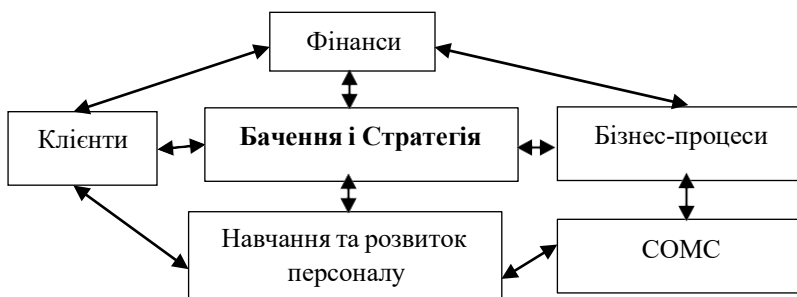 Фінанси
Клієнти
Бачення і Стратегія
Бізнес-процеси
Навчання та розвиток
персоналу
СОМС